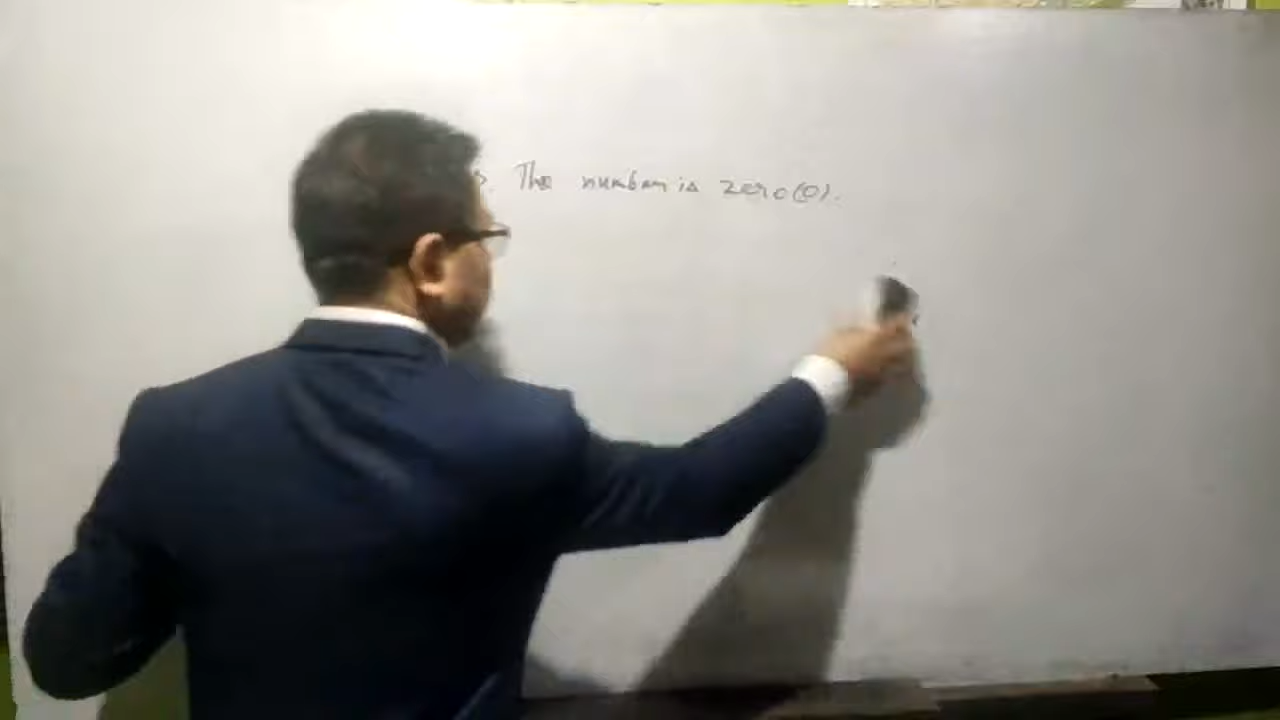 The number is zero(0).